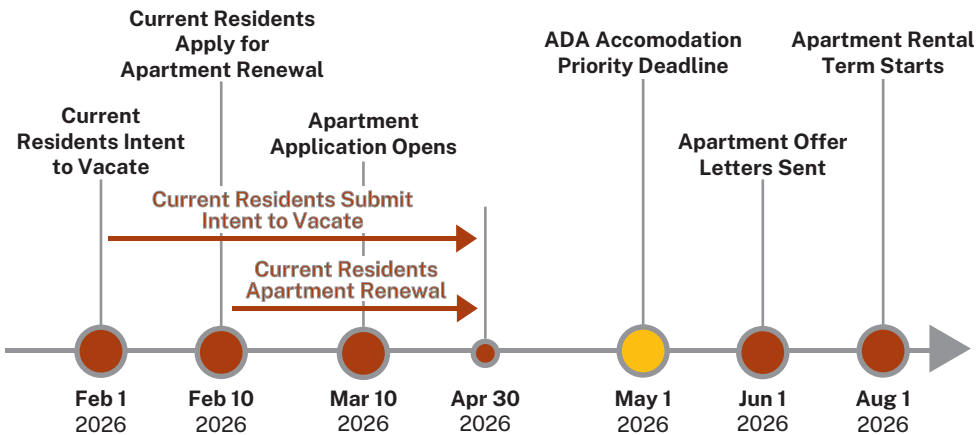 Current Residents
Apply for
Apartment Renewal
ADA Accomodation
Priority Deadline
Apartment Rental
Term Starts
Current
Residents Intent
to Vacate
Apartment
Application Opens
Apartment Offer
Letters Sent
Current Residents Submit
Intent to Vacate
Current Residents
Apartment Renewal
Feb 1
2026
Feb 10
2026
Mar 10
2026
Apr 30
2026
May 1
2026
Jun 1
2026
Aug 1
2026